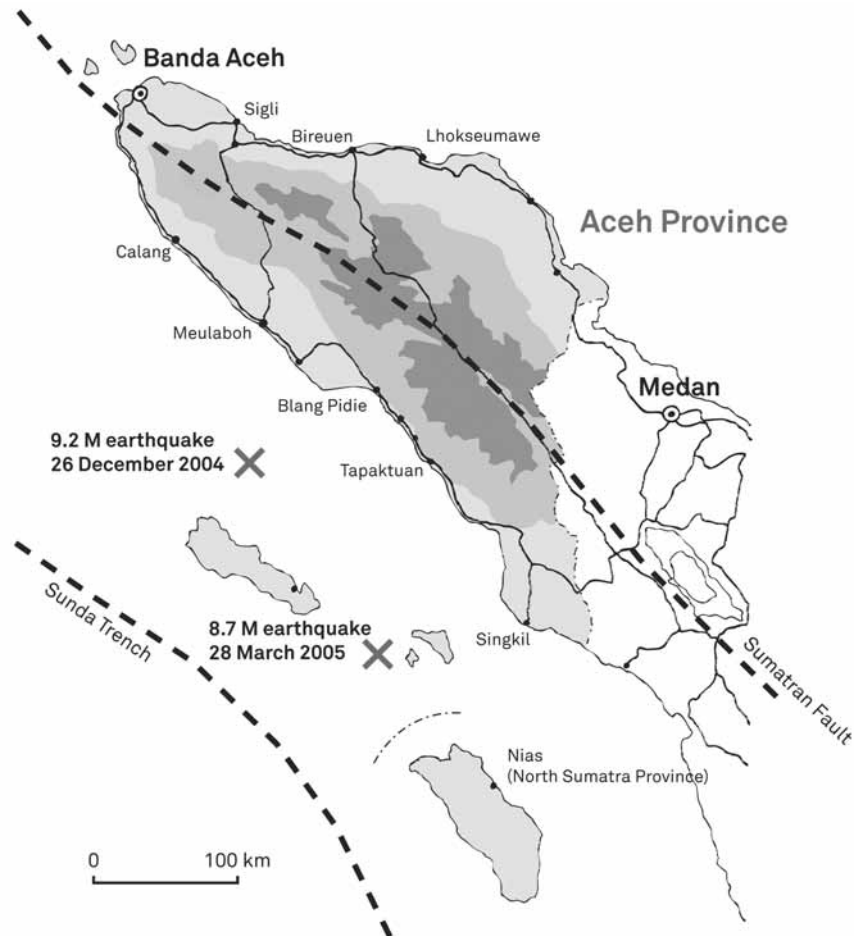 Banda Aceh
Sigli
Bireuen
Lhokseumawe
Aceh Province
Calang
Meulaboh
Medan
Blang Pidie
9.2 M earthquake
26 December 2004
Tapaktuan
Sunda Trench
8.7 M earthquake
28 March 2005
Singkil
Sumatran Fault
Nias
(North Sumatra Province)
0 100 km